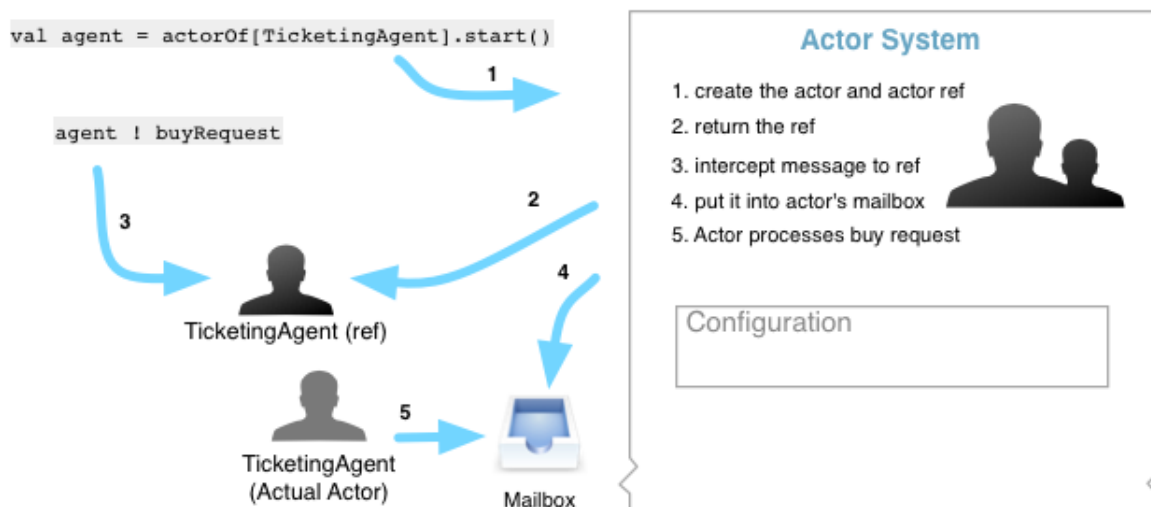 val agent = actorOf[TicketingAgent].start()
1
agent ! buyRequest
3
2
4
TicketingAgent (ref)
5
TicketingAgent
(Actual Actor)
Mailbox
Actor System
1. create the actor and actor ref
2. return the ref
3. intercept message to ref
4. put it into actor's mailbox
5. Actor processes buy request
Configuration